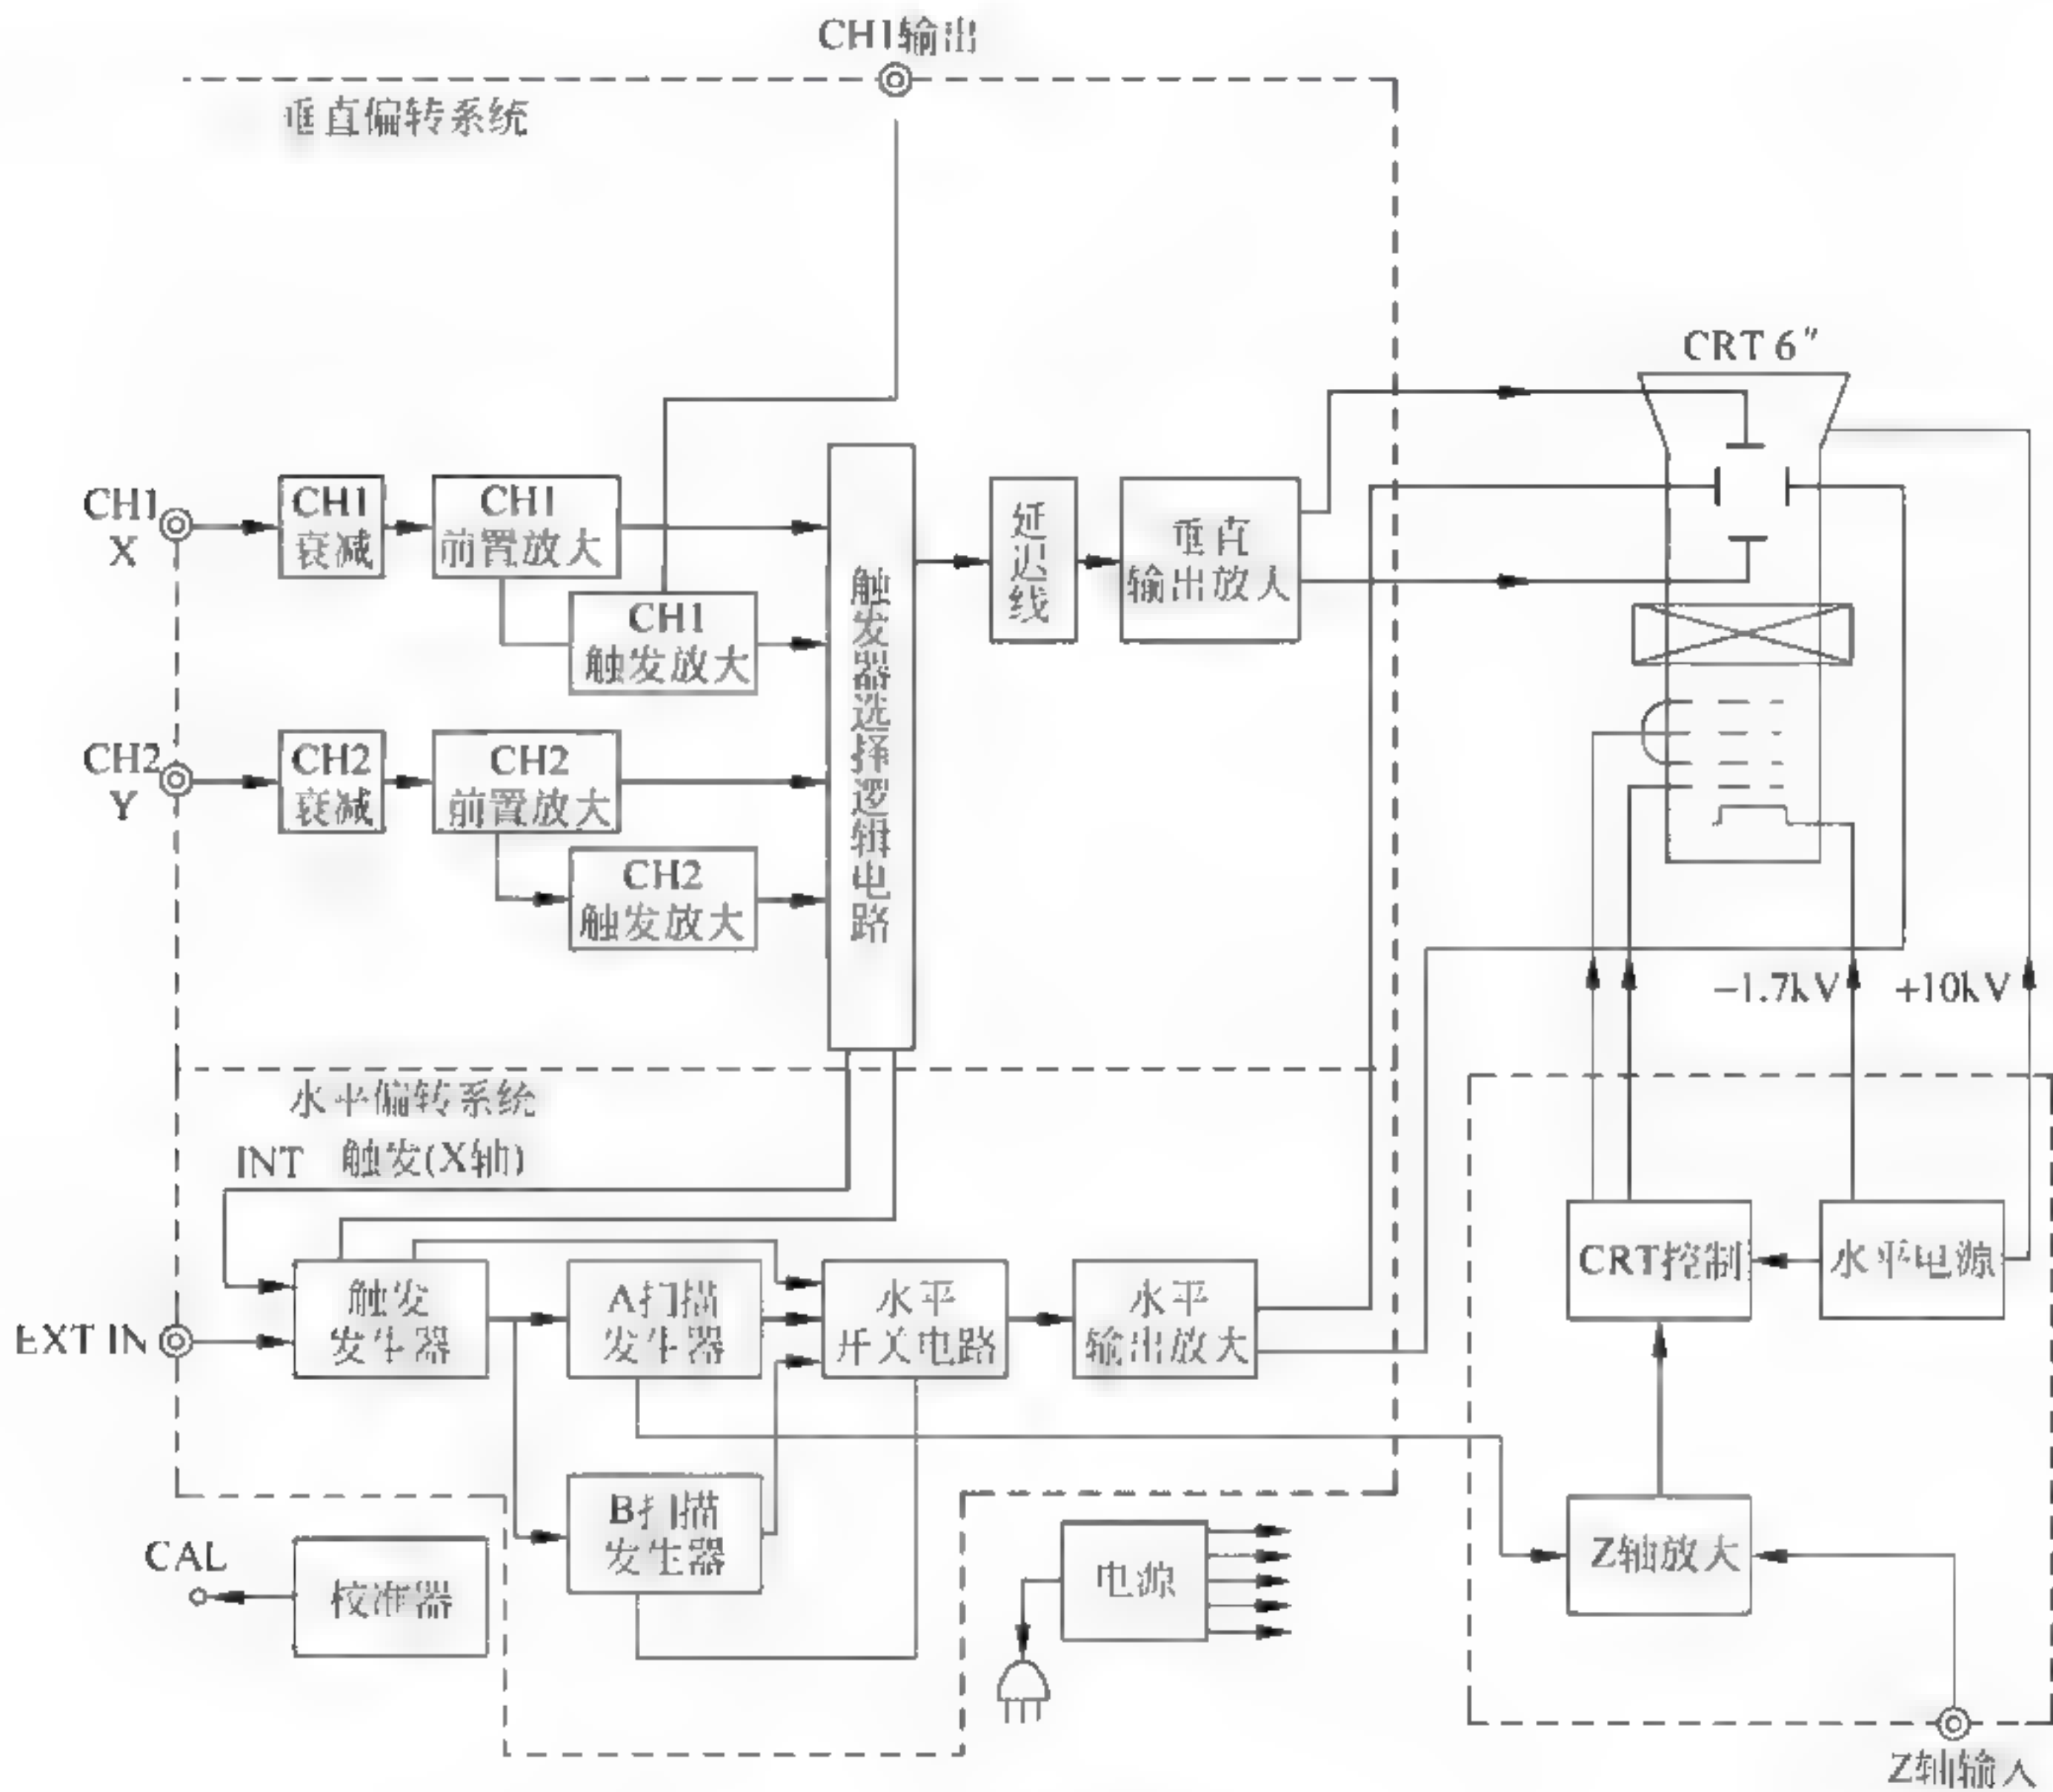 CH1输出
垂直偏转系统
CRT 6″
CH1
X
CH1
衰减
CH1
前置放大
CH1
触发放大
触发器选择逻辑电路
延迟线
垂直
输出放大
CH2
Y
CH2
衰减
CH2
前置放大
CH2
触发放大
−1.7kV
+10kV
水平偏转系统
INT 触发(X轴)
EXT IN
触发
发生器
A扫描
发生器
水平
开关电路
水平
输出放大
CRT控制
水平电源
B扫描
发生器
CAL
校准器
电源
Z轴放大
Z轴输入